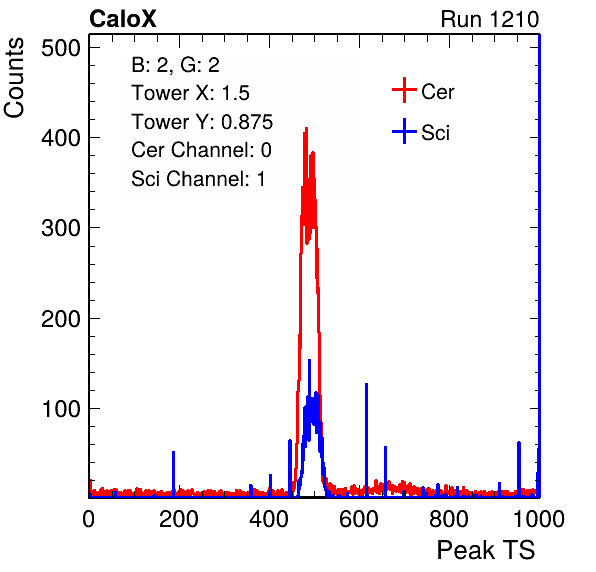 CaloX Run 1210
Counts
500
400
300
200
100
B: 2, G: 2
Tower X: 1.5
Tower Y: 0.875
Cer Channel: 0
Sci Channel: 1
Cer
Sci
0 200 400 600 800 1000
Peak TS